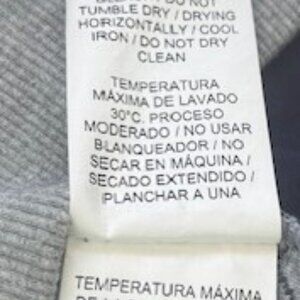 TUMBLE DRY / DRYING
HORIZONTALLY / COOL
IRON / DO NOT DRY
CLEAN
TEMPERATURA
MÁXIMA DE LAVADO
30°C. PROCESO
MODERADO / NO USAR
BLANQUEADOR / NO
SECAR EN MÁQUINA /
SECADO EXTENDIDO /
PLANCHAR A UNA
TEMPERATURA MÁXIMA